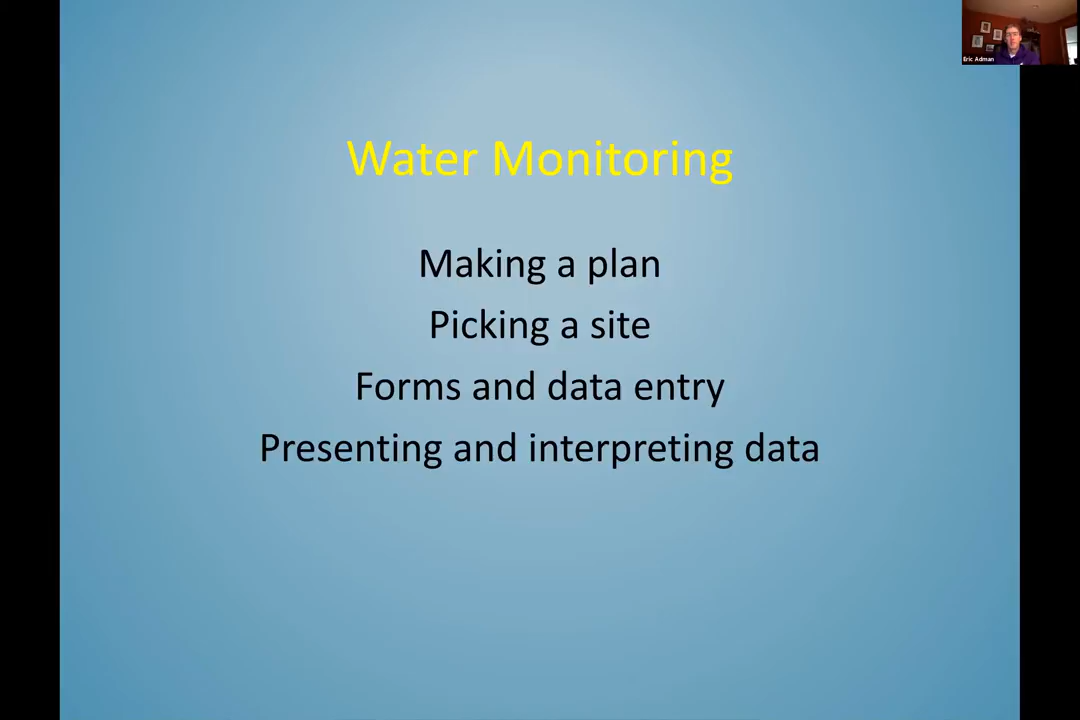 Eric Adman
Water Monitoring
Making a plan
Picking a site
Forms and data entry
Presenting and interpreting data